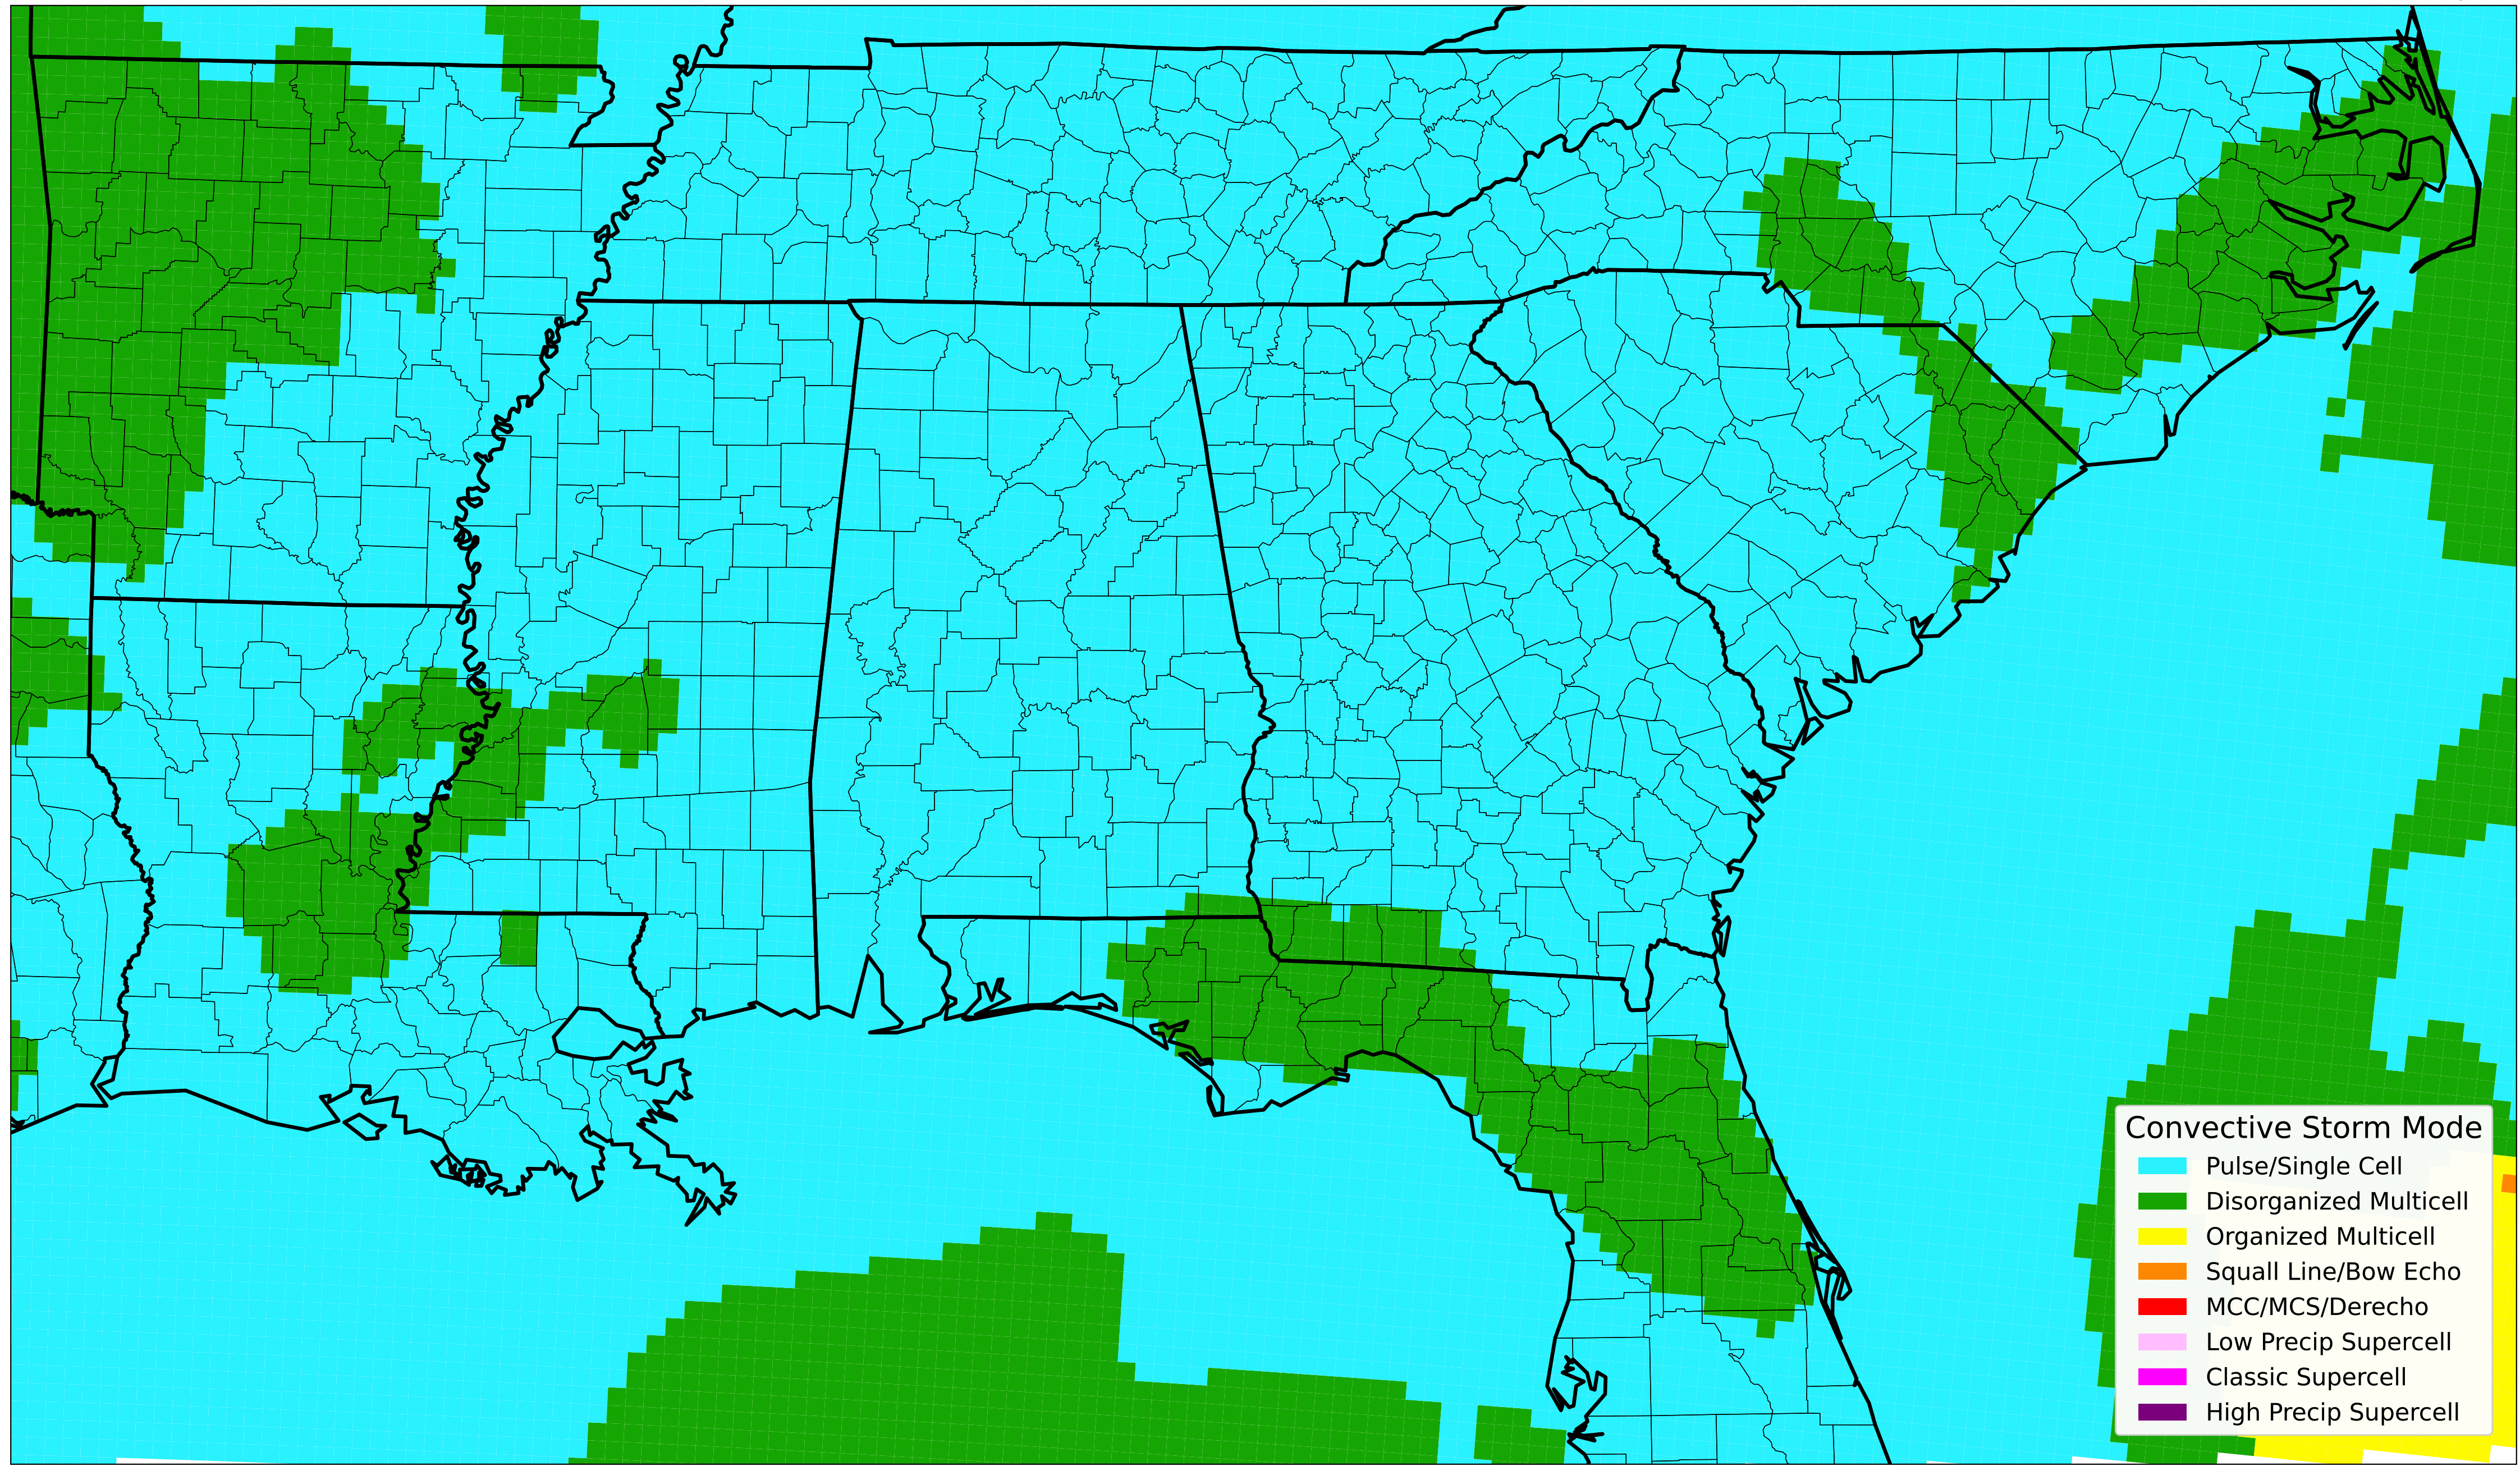 Convective Storm Mode
Pulse/Single Cell
Disorganized Multicell
Organized Multicell
Squall Line/Bow Echo
MCC/MCS/Derecho
Low Precip Supercell
Classic Supercell
High Precip Supercell